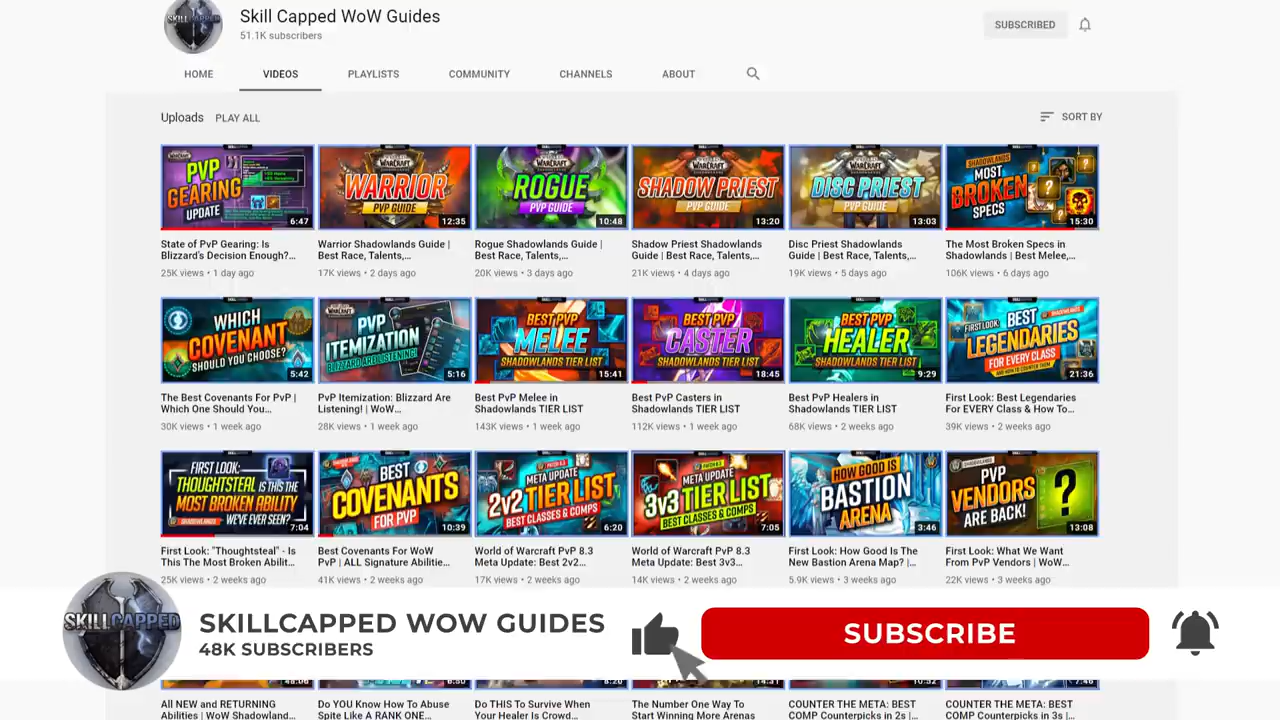 Skill Capped WoW Guides
51.1K subscribers
SUBSCRIBED
HOME
VIDEOS
PLAYLISTS
COMMUNITY
CHANNELS
ABOUT
Uploads PLAY ALL
SORT BY
PVP
GEARING
UPDATE
6:47
WARRIOR
PVP GUIDE
12:35
ROGUE
PVP GUIDE
10:48
SHADOW PRIEST
PVP GUIDE
13:20
DISC PRIEST
PVP GUIDE
13:03
SHADOWLANDS
MOST
BROKEN
SPECS
15:30
State of PvP Gearing: Is
Blizzard's Decision Enough?...
25K views • 1 day ago
Warrior Shadowlands Guide |
Best Race, Talents,...
17K views • 2 days ago
Rogue Shadowlands Guide |
Best Race, Talents,...
20K views • 3 days ago
Shadow Priest Shadowlands
Guide | Best Race, Talents,...
21K views • 4 days ago
Disc Priest Shadowlands
Guide | Best Race, Talents,...
19K views • 5 days ago
The Most Broken Specs in
Shadowlands | Best Melee,...
106K views • 6 days ago
WHICH
COVENANT
SHOULD YOU CHOOSE?
5:42
PVP
ITEMIZATION
BLIZZARD ARE LISTENING!
5:16
BEST PVP
MELEE
SHADOWLANDS TIER LIST
15:41
BEST PVP
CASTER
SHADOWLANDS TIER LIST
18:45
BEST PVP
HEALER
SHADOWLANDS TIER LIST
9:29
FIRST LOOK:
BEST
LEGENDARIES
FOR EVERY CLASS
AND HOW TO COUNTER THEM
21:36
The Best Covenants For PvP |
Which One Should You...
30K views • 1 week ago
PvP Itemization: Blizzard Are
Listening! | WoW...
28K views • 1 week ago
Best PvP Melee in
Shadowlands TIER LIST
143K views • 1 week ago
Best PvP Casters in
Shadowlands TIER LIST
112K views • 1 week ago
Best PvP Healers in
Shadowlands TIER LIST
68K views • 2 weeks ago
First Look: Best Legendaries
For EVERY Class & How To...
39K views • 2 weeks ago
FIRST LOOK:
THOUGHTSTEAL IS THIS THE
MOST BROKEN ABILITY
WE'VE EVER SEEN?
7:04
BEST
COVENANTS
FOR PVP
10:39
META UPDATE
2v2 TIER LIST
BEST CLASSES & COMPS
6:20
META UPDATE
3v3 TIER LIST
BEST CLASSES & COMPS
7:05
HOW GOOD IS
BASTION
ARENA
3:46
PVP
VENDORS
ARE BACK!
?
13:08
First Look: "Thoughtsteal" - Is
This The Most Broken Abilit...
25K views • 2 weeks ago
Best Covenants For WoW
PvP | ALL Signature Abilities...
41K views • 2 weeks ago
World of Warcraft PvP 8.3
Meta Update: Best 2v2...
17K views • 2 weeks ago
World of Warcraft PvP 8.3
Meta Update: Best 3v3...
14K views • 2 weeks ago
First Look: How Good Is The
New Bastion Arena Map? |...
5.9K views • 3 weeks ago
First Look: What We Want
From PvP Vendors | WoW...
22K views • 3 weeks ago
SKILLCAPPED
SKILLCAPPED WOW GUIDES
48K SUBSCRIBERS
SUBSCRIBE
All NEW and RETURNING
Abilities | WoW Shadowland...
Do YOU Know How To Abuse
Spite Like A RANK ONE...
Do THIS To Survive When
Your Healer Is Crowd...
The Number One Way To
Start Winning More Arenas
COUNTER THE META: BEST
COMP Counterpicks in 2s |...
COUNTER THE META: BEST
COMP Counterpicks in 3s |...